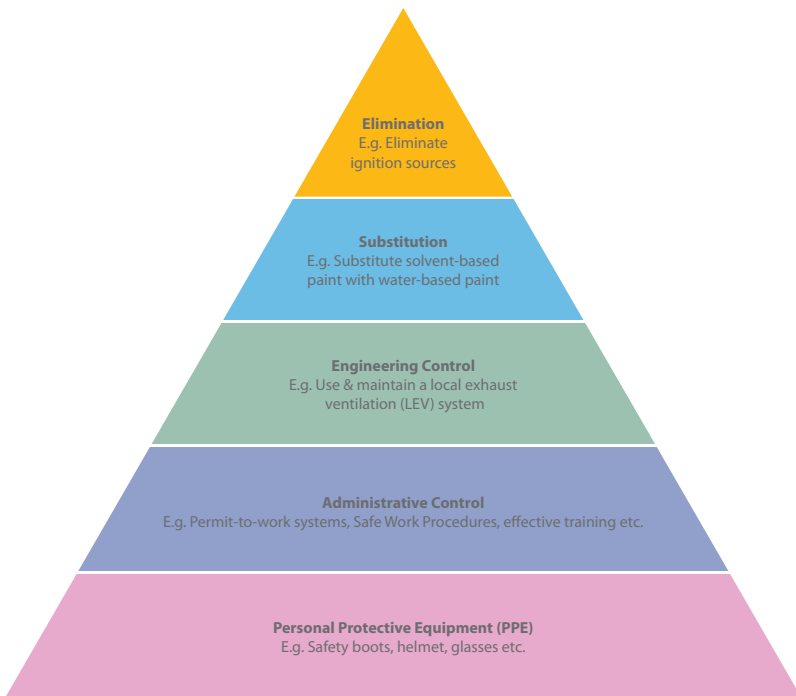 Elimination
E.g. Eliminate
ignition sources
Substitution
E.g. Substitute solvent-based
paint with water-based paint
Engineering Control
E.g. Use & maintain a local exhaust
ventilation (LEV) system
Administrative Control
E.g. Permit-to-work systems, Safe Work Procedures, effective training etc.
Personal Protective Equipment (PPE)
E.g. Safety boots, helmet, glasses etc.